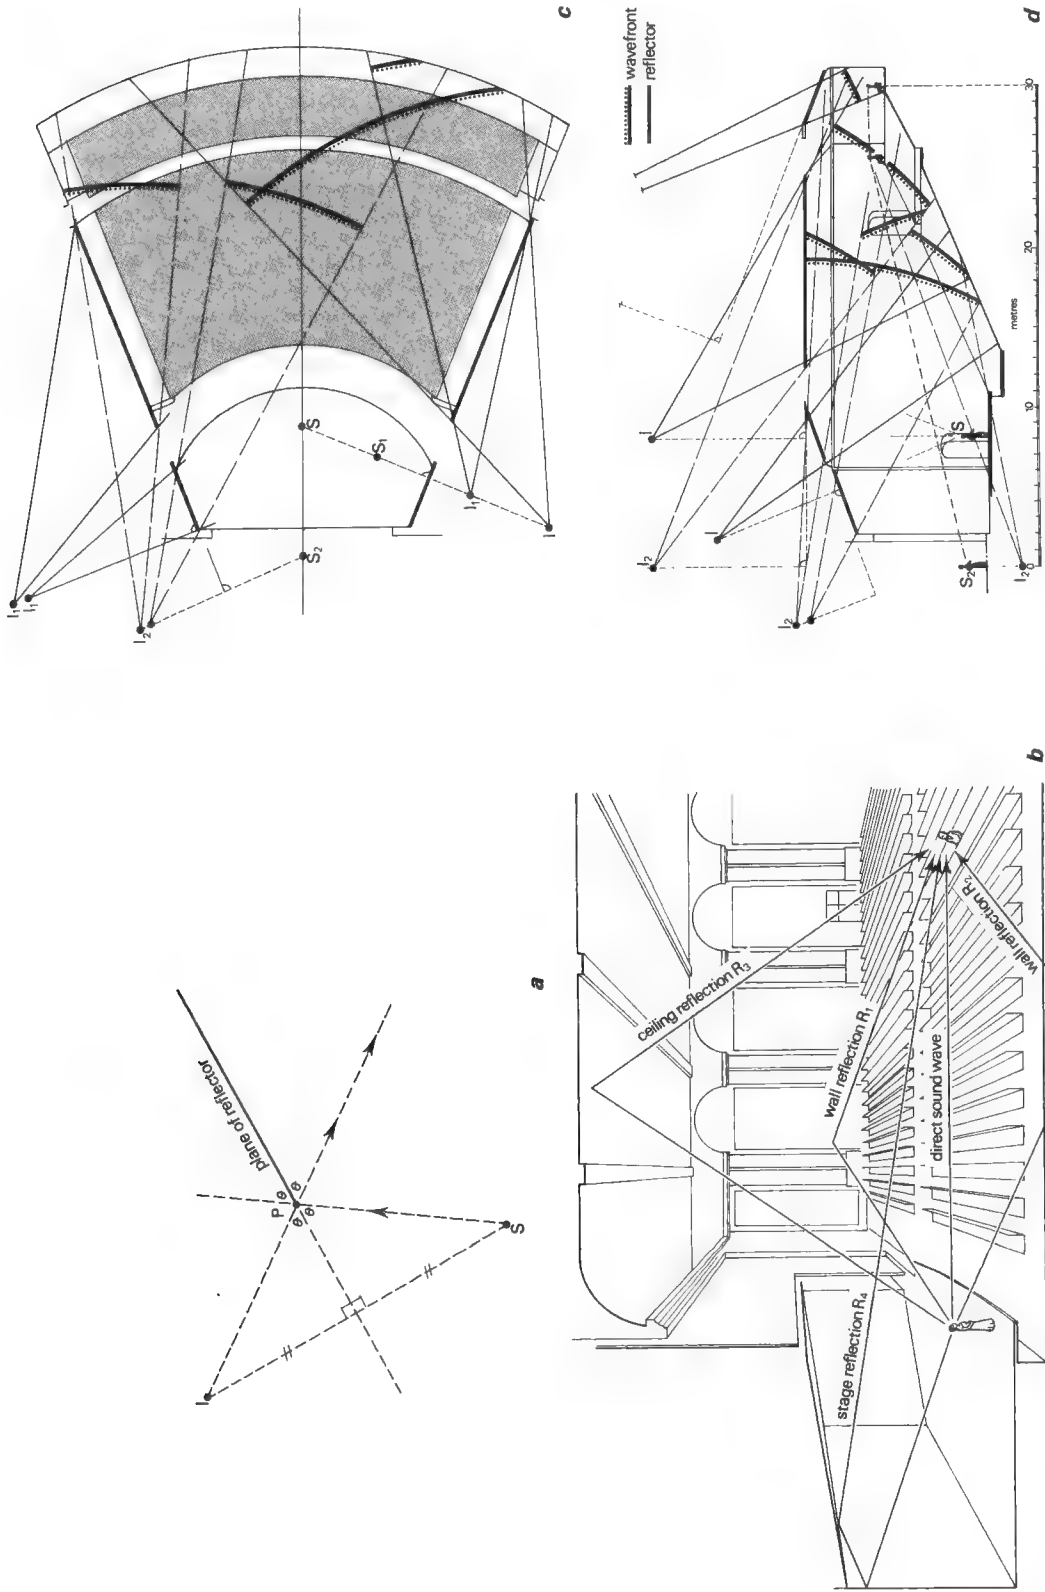 I
P
θ
θ
θ
θ
plane of reflector
S
a
ceiling reflection R₃
wall reflection R₁
stage reflection R₄
direct sound wave
wall reflection R₂
b
I₁
I₁
I₂
S₂
S
S₁
I₁
I
c
wavefront
reflector
I
I₂
I
I₂
S
S₂
I₂
0
10
20
30
metres
d